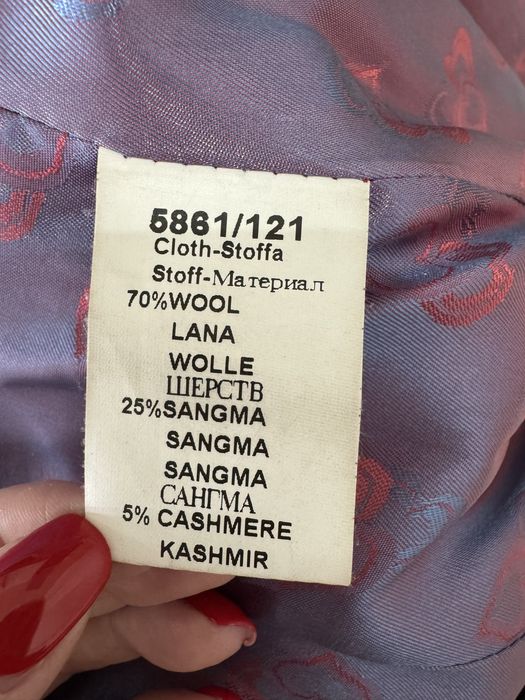 5861/121
Cloth-Stoffa
Stoff-Материал
70%WOOL
LANA
WOLLE
ШЕРСТВ
25%SANGMA
SANGMA
SANGMA
САНГМА
5% CASHMERE
KASHMIR